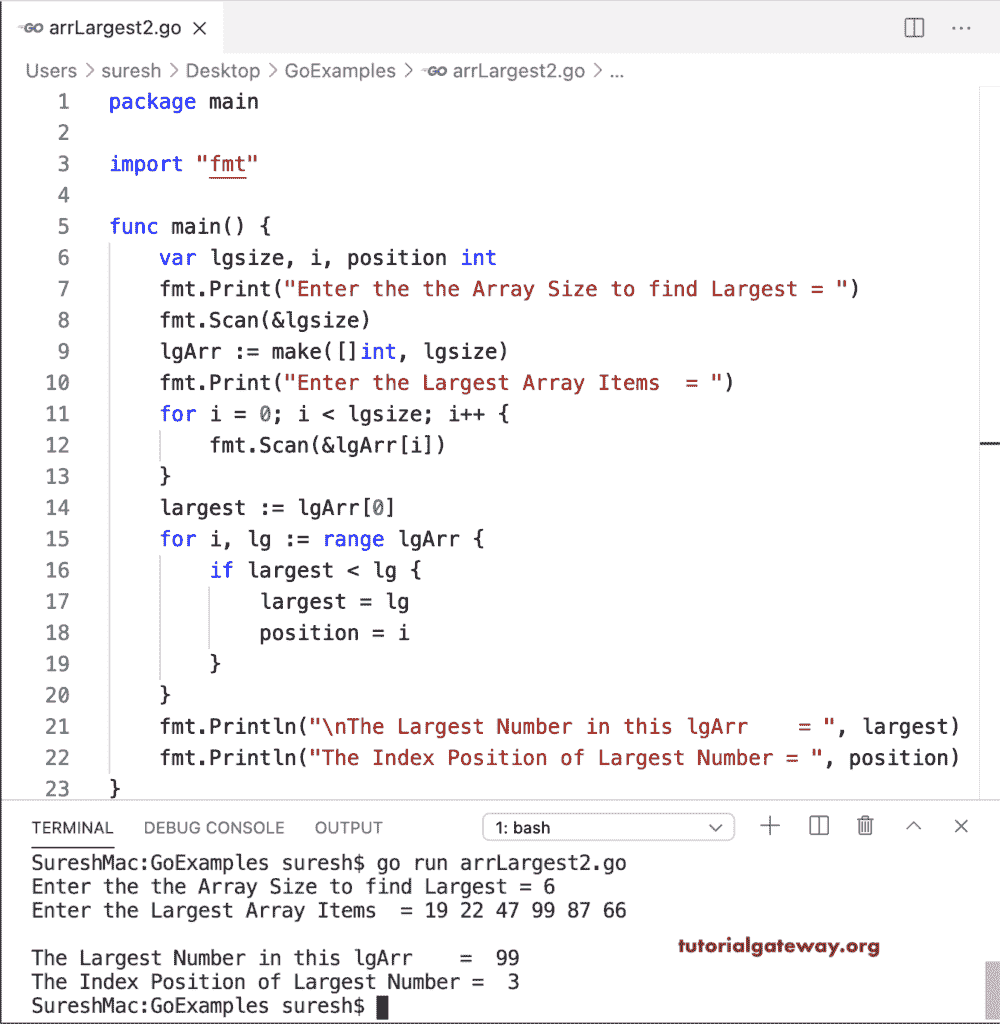 GO arrLargest2.go ×
Users > suresh > Desktop > GoExamples > GO arrLargest2.go > ...
1 package main
2
3 import "fmt"
4
5 func main() {
6     var lgsize, i, position int
7     fmt.Print("Enter the the Array Size to find Largest = ")
8     fmt.Scan(&lgsize)
9     lgArr := make([]int, lgsize)
10     fmt.Print("Enter the Largest Array Items  = ")
11     for i = 0; i < lgsize; i++ {
12         fmt.Scan(&lgArr[i])
13     }
14     largest := lgArr[0]
15     for i, lg := range lgArr {
16         if largest < lg {
17             largest = lg
18             position = i
19         }
20     }
21     fmt.Println("\nThe Largest Number in this lgArr    = ", largest)
22     fmt.Println("The Index Position of Largest Number = ", position)
23 }
TERMINAL DEBUG CONSOLE OUTPUT 1: bash
SureshMac:GoExamples suresh$ go run arrLargest2.go
Enter the the Array Size to find Largest = 6
Enter the Largest Array Items  = 19 22 47 99 87 66
tutorialgateway.org
The Largest Number in this lgArr    =  99
The Index Position of Largest Number =  3
SureshMac:GoExamples suresh$